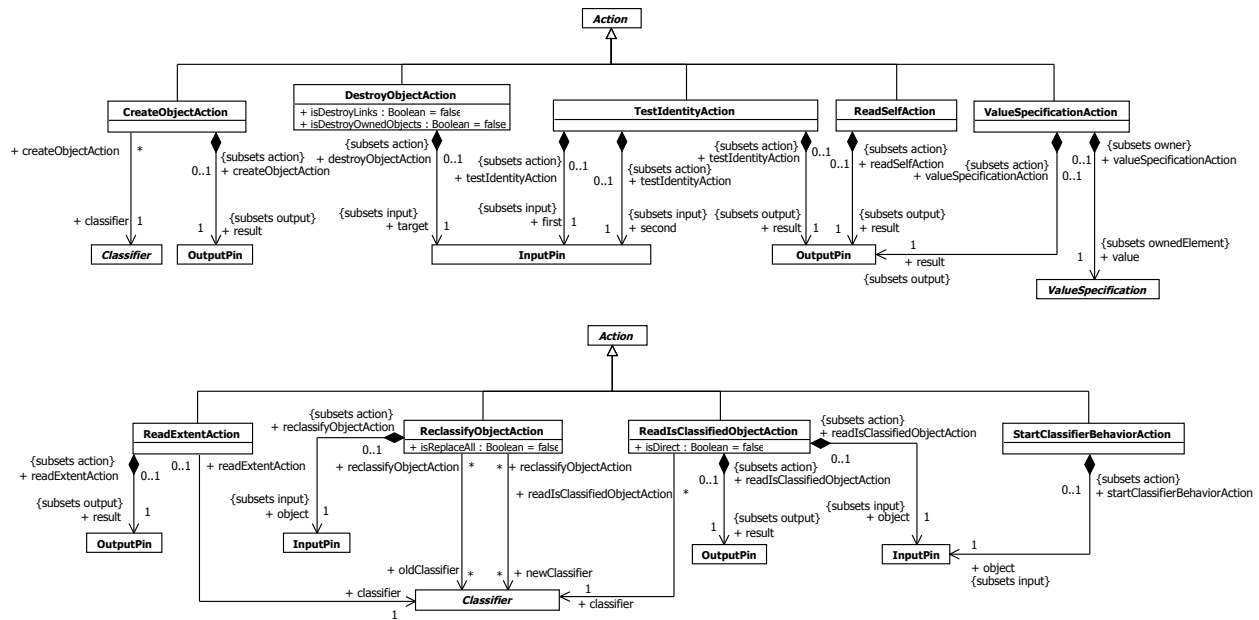 Action
CreateObjectAction
DestroyObjectAction
+ isDestroyLinks : Boolean = false
+ isDestroyOwnedObjects : Boolean = false
TestIdentityAction
ReadSelfAction
ValueSpecificationAction
+ createObjectAction
*
{subsets action}
0..1
+ createObjectAction
{subsets action}
+ destroyObjectAction
0..1
{subsets action}
+ testIdentityAction
0..1
{subsets action}
0..1
+ testIdentityAction
{subsets action}
+ testIdentityAction
0..1
{subsets action}
+ readSelfAction
0..1
{subsets action}
+ valueSpecificationAction
0..1
{subsets owner}
0..1
+ valueSpecificationAction
+ classifier
1
{subsets output}
1
+ result
{subsets input}
+ target
1
{subsets input}
+ first
1
{subsets input}
1
+ second
{subsets output}
+ result
1
{subsets output}
1
+ result
1
+ result
{subsets output}
{subsets ownedElement}
1
+ value
Classifier
OutputPin
InputPin
OutputPin
ValueSpecification
Action
ReadExtentAction
ReclassifyObjectAction
+ isReplaceAll : Boolean = false
ReadIsClassifiedObjectAction
+ isDirect : Boolean = false
StartClassifierBehaviorAction
{subsets action}
+ readExtentAction
0..1
0..1
+ readExtentAction
{subsets action}
+ reclassifyObjectAction
0..1
+ reclassifyObjectAction
*
*
+ reclassifyObjectAction
+ readIsClassifiedObjectAction
*
{subsets action}
0..1
+ readIsClassifiedObjectAction
{subsets action}
+ readIsClassifiedObjectAction
0..1
{subsets action}
0..1
+ startClassifierBehaviorAction
{subsets output}
+ result
1
{subsets input}
+ object
1
{subsets output}
1
+ result
{subsets input}
+ object
1
OutputPin
InputPin
OutputPin
InputPin
1
+ object
{subsets input}
+ oldClassifier
*
*
+ newClassifier
+ classifier
1
Classifier
1
+ classifier